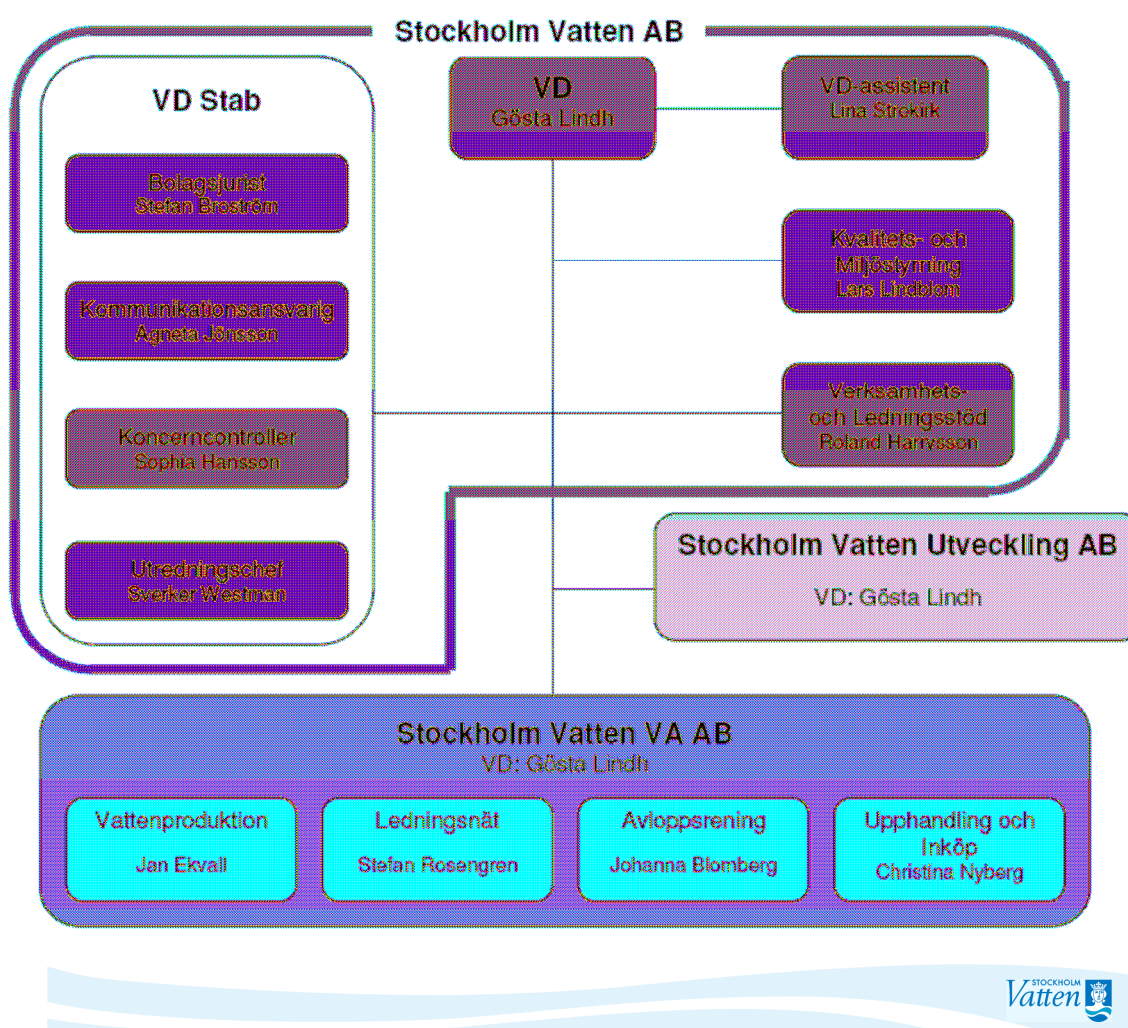 Stockholm Vatten AB
VD Stab
Bolagsjurist
Stefan Broström
Kommunikationsansvarig
Agneta Jönsson
Koncerncontroller
Sophia Hansson
Utredningschef
Sverker Westman
VD
Gösta Lindh
VD-assistent
Lina Strokirk
Kvalitets- och
Miljöstyrning
Lars Lindblom
Verksamhets-
och Ledningsstöd
Roland Harrysson
Stockholm Vatten Utveckling AB
VD: Gösta Lindh
Stockholm Vatten VA AB
VD: Gösta Lindh
Vattenproduktion
Jan Ekvall
Ledningsnät
Stefan Rosengren
Avloppsrening
Johanna Blomberg
Upphandling och
Inköp
Christina Nyberg
STOCKHOLM
Vatten